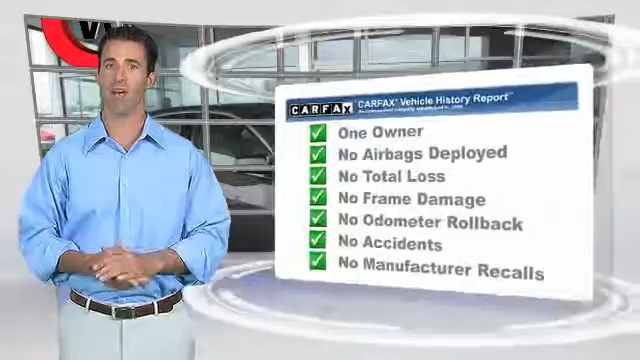 CARFAX CARFAX Vehicle History Report™
One Owner
No Airbags Deployed
No Total Loss
No Frame Damage
No Odometer Rollback
No Accidents
No Manufacturer Recalls